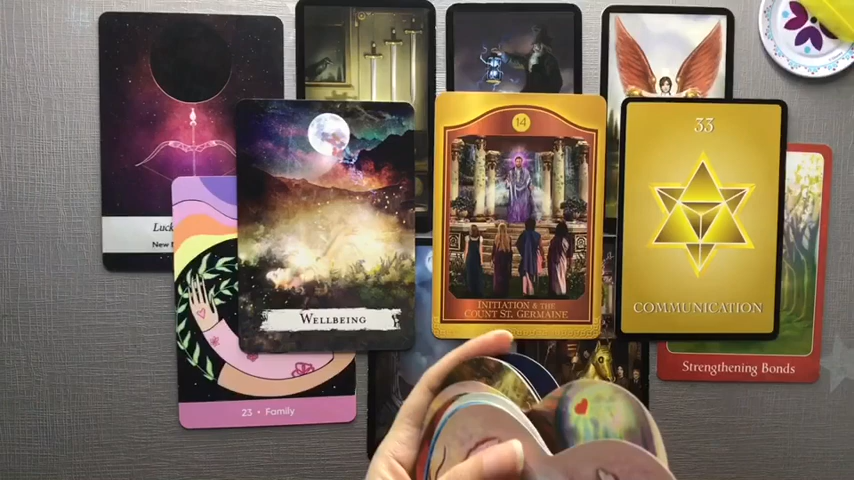 14
33
Luck
New
WELLBEING
INITIATION & THE
COUNT ST. GERMAINE
COMMUNICATION
Strengthening Bonds
23 • Family